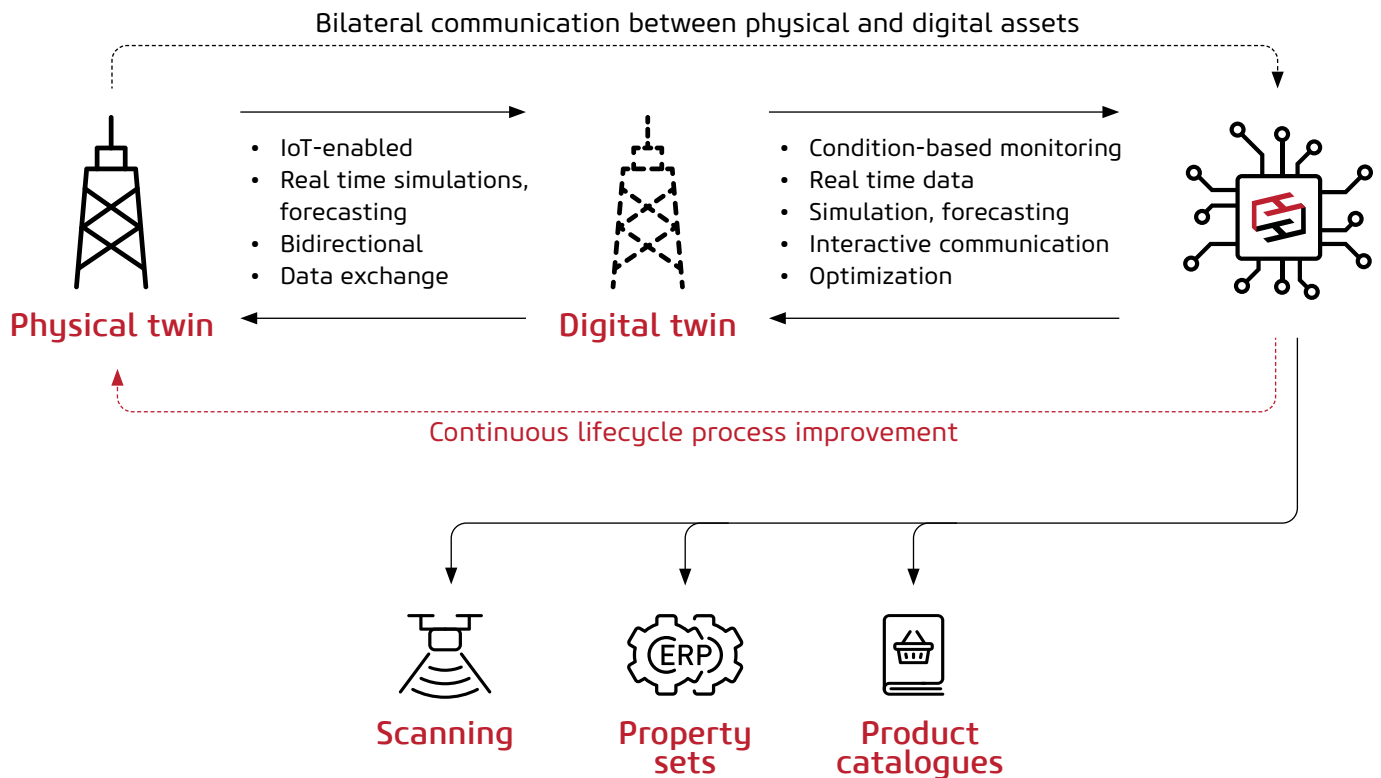 Bilateral communication between physical and digital assets
• IoT-enabled
• Real time simulations,
forecasting
• Bidirectional
• Data exchange
• Condition-based monitoring
• Real time data
• Simulation, forecasting
• Interactive communication
• Optimization
Physical twin
Digital twin
Continuous lifecycle process improvement
ERP
Scanning
Property
sets
Product
catalogues